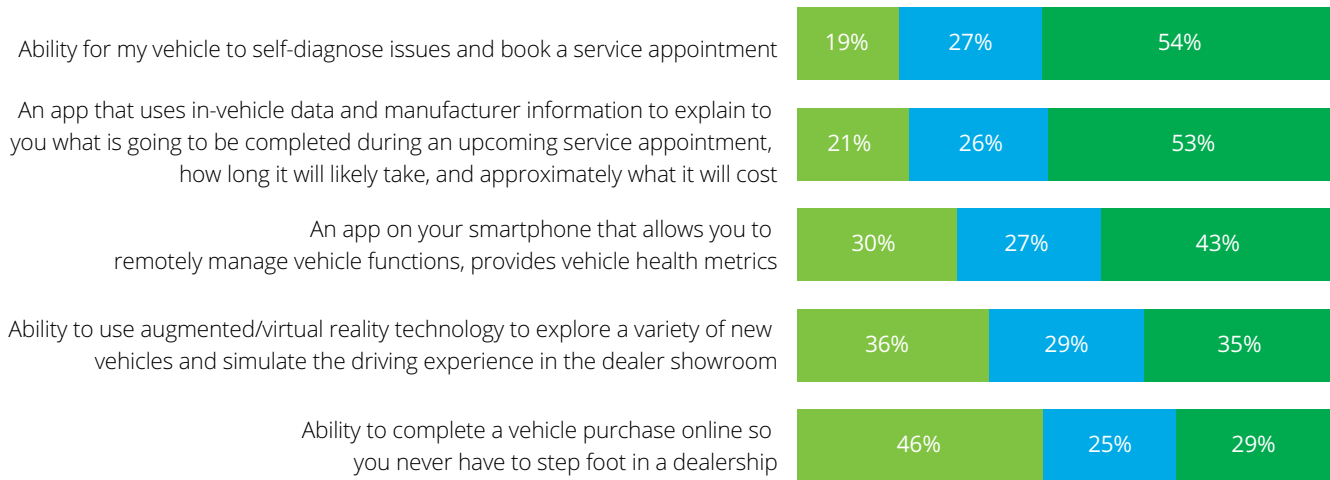 Ability for my vehicle to self-diagnose issues and book a service appointment
19% 27% 54%
An app that uses in-vehicle data and manufacturer information to explain to
you what is going to be completed during an upcoming service appointment,
how long it will likely take, and approximately what it will cost
21% 26% 53%
An app on your smartphone that allows you to
remotely manage vehicle functions, provides vehicle health metrics
30% 27% 43%
Ability to use augmented/virtual reality technology to explore a variety of new
vehicles and simulate the driving experience in the dealer showroom
36% 29% 35%
Ability to complete a vehicle purchase online so
you never have to step foot in a dealership
46% 25% 29%